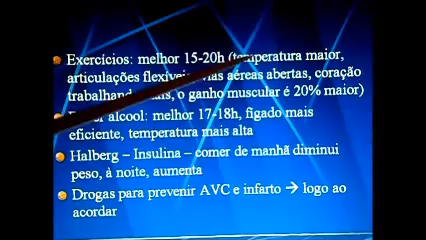 Exercícios: melhor 15-20h (temperatura maior,
articulações flexíveis, vias aéreas abertas, coração
trabalhando mais, o ganho muscular é 20% maior)
álcool: melhor 17-18h, fígado mais
eficiente, temperatura mais alta
Halberg – Insulina – comer de manhã diminui
peso, à noite, aumenta
Drogas para prevenir AVC e infarto → logo ao
acordar